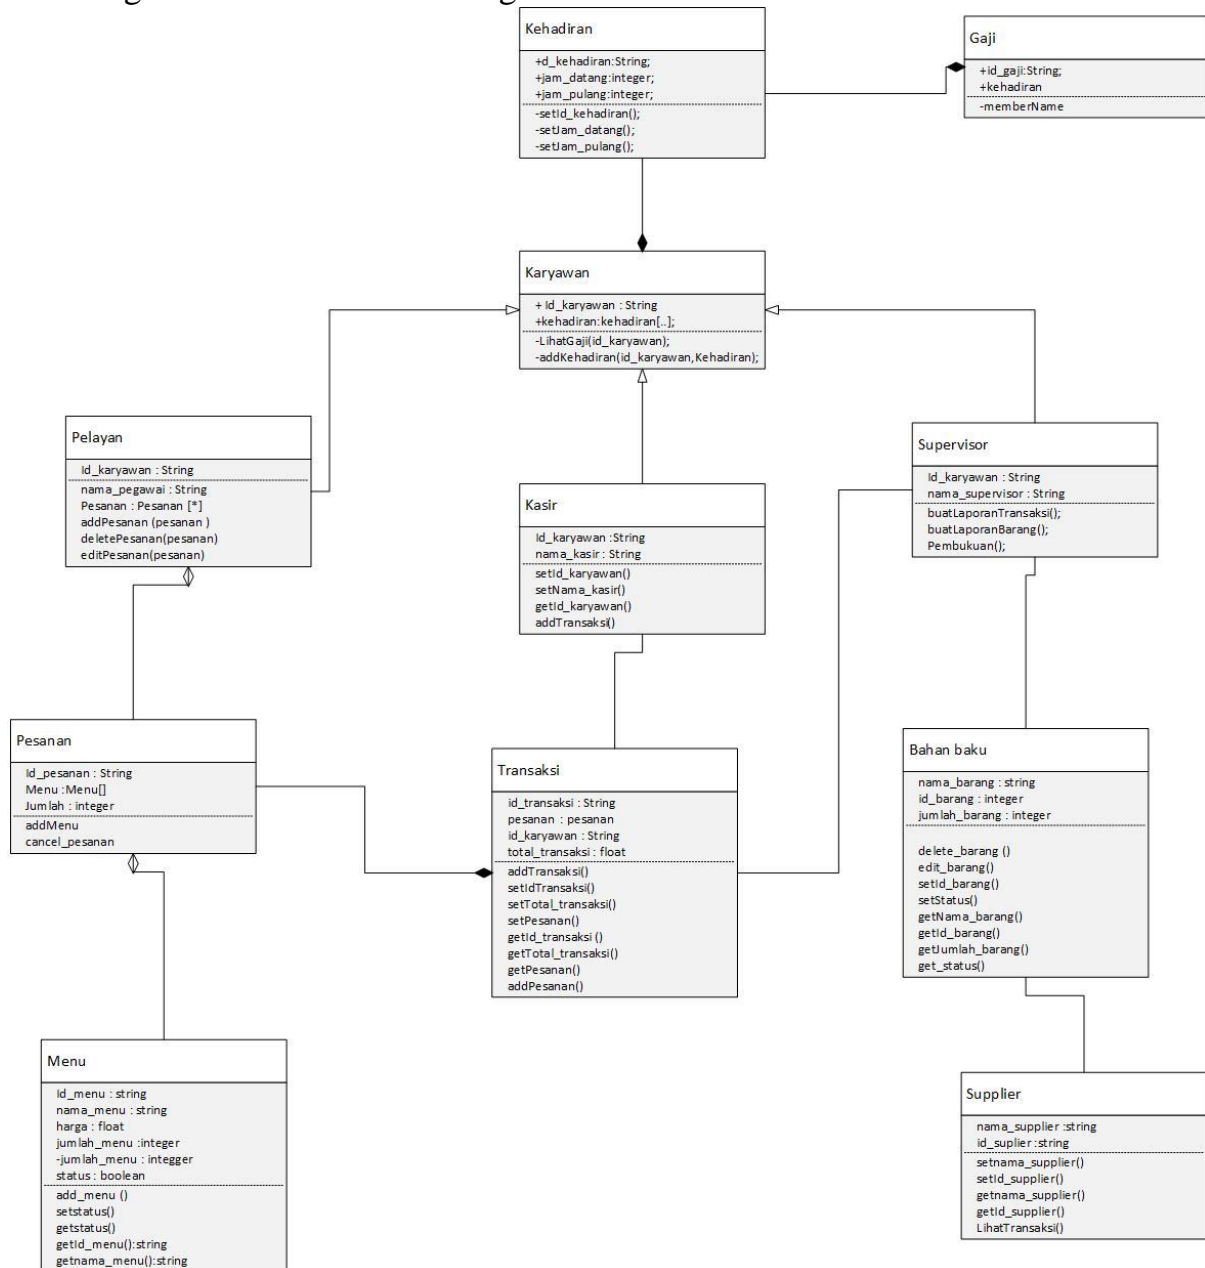 Kehadiran
+d_kehadiran:String;
+jam_datang:integer;
+jam_pulang:integer;
-setId_kehadiran();
-setJam_datang();
-setJam_pulang();
Gaji
+id_gaji:String;
+kehadiran
-memberName
Karyawan
+ Id_karyawan : String
+kehadiran:kehadiran[..];
-LihatGaji(id_karyawan);
-addKehadiran(id_karyawan,Kehadiran);
Pelayan
Id_karyawan : String
nama_pegawai : String
Pesanan : Pesanan [*]
addPesanan (pesanan )
deletePesanan(pesanan)
editPesanan(pesanan)
Kasir
Id_karyawan :String
nama_kasir : String
setId_karyawan()
setNama_kasir()
getId_karyawan()
addTransaksi()
Supervisor
Id_karyawan : String
nama_supervisor : String
buatLaporanTransaksi();
buatLaporanBarang();
Pembukuan();
Pesanan
Id_pesanan : String
Menu :Menu[]
Jumlah : integer
addMenu
cancel_pesanan
Transaksi
id_transaksi : String
pesanan : pesanan
id_karyawan : String
total_transaksi : float
addTransaksi()
setIdTransaksi()
setTotal_transaksi()
setPesanan()
getId_transaksi ()
getTotal_transaksi()
getPesanan()
addPesanan()
Bahan baku
nama_barang : string
id_barang : integer
jumlah_barang : integer
delete_barang ()
edit_barang()
setId_barang()
setStatus()
getNama_barang()
getId_barang()
getJumlah_barang()
get_status()
Menu
Id_menu : string
nama_menu : string
harga : float
jumlah_menu :integer
-jumlah_menu : integger
status : boolean
add_menu ()
setstatus()
getstatus()
getId_menu():string
getnama_menu():string
Supplier
nama_supplier :string
id_suplier :string
setnama_supplier()
setId_supplier()
getnama_supplier()
getId_supplier()
LihatTransaksi()